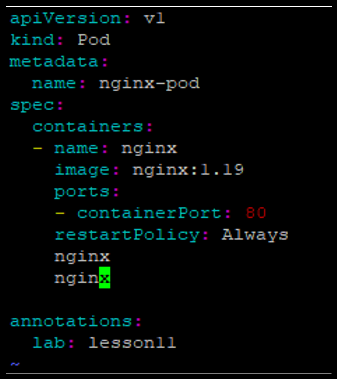 apiVersion: v1
kind: Pod
metadata:
  name: nginx-pod
spec:
  containers:
  - name: nginx
    image: nginx:1.19
    ports:
    - containerPort: 80
    restartPolicy: Always
    nginx
    nginx

annotations:
  lab: lesson11
~